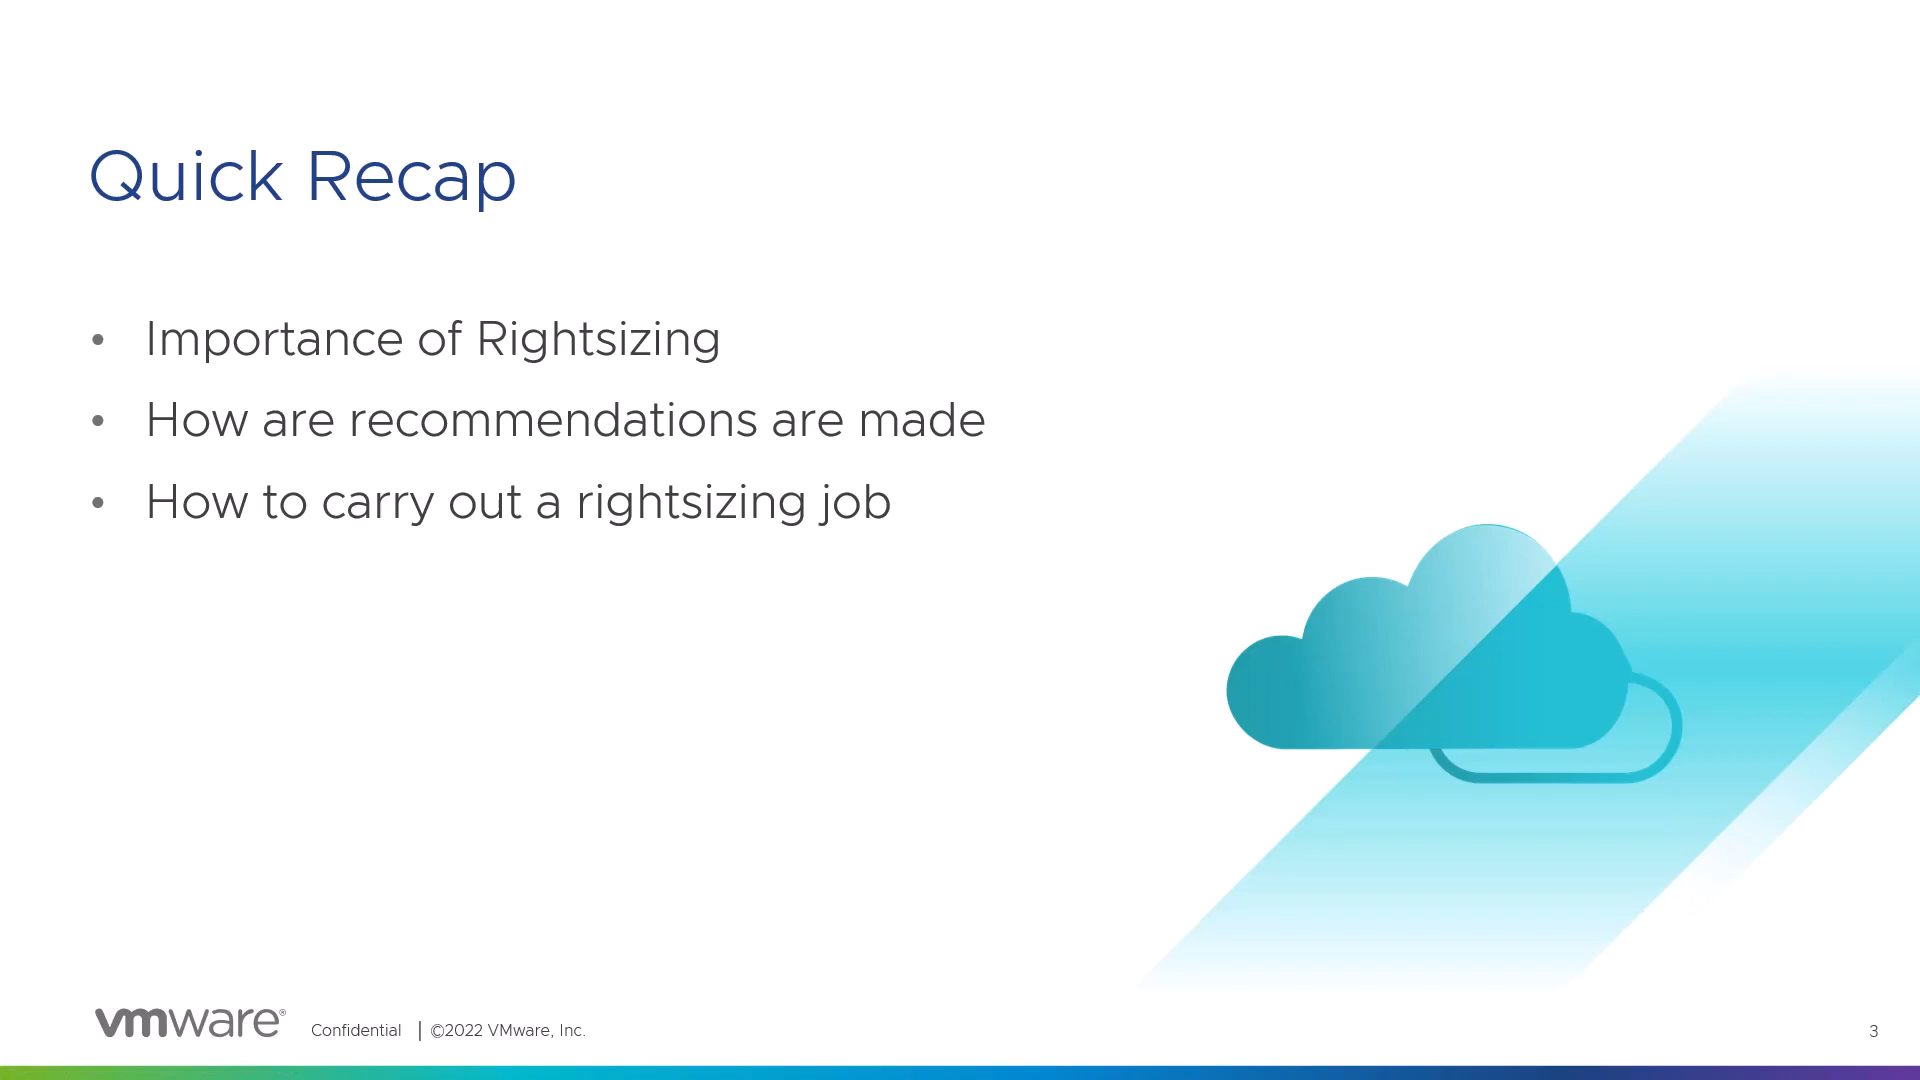 Quick Recap
• Importance of Rightsizing
• How are recommendations are made
• How to carry out a rightsizing job
vmware® Confidential | ©2022 VMware, Inc. 3